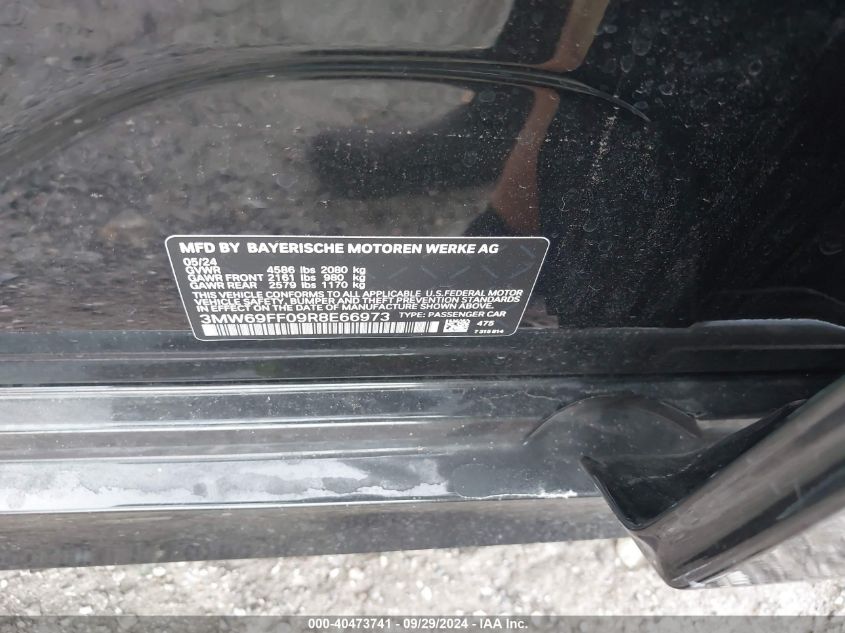 MFD BY BAYERISCHE MOTOREN WERKE AG
05/24
GVWR 4586 lbs 2080 kg
GAWR FRONT 2161 lbs 980 kg
GAWR REAR 2579 lbs 1170 kg
THIS VEHICLE CONFORMS TO ALL APPLICABLE U.S.FEDERAL MOTOR
VEHICLE SAFETY, BUMPER AND THEFT PREVENTION STANDARDS
IN EFFECT ON THE DATE OF MANUFACTURE SHOWN ABOVE.
3MW69FF09R8E66973 TYPE: PASSENGER CAR
475
7 315 814
000-40473741 - 09/29/2024 - IAA Inc.